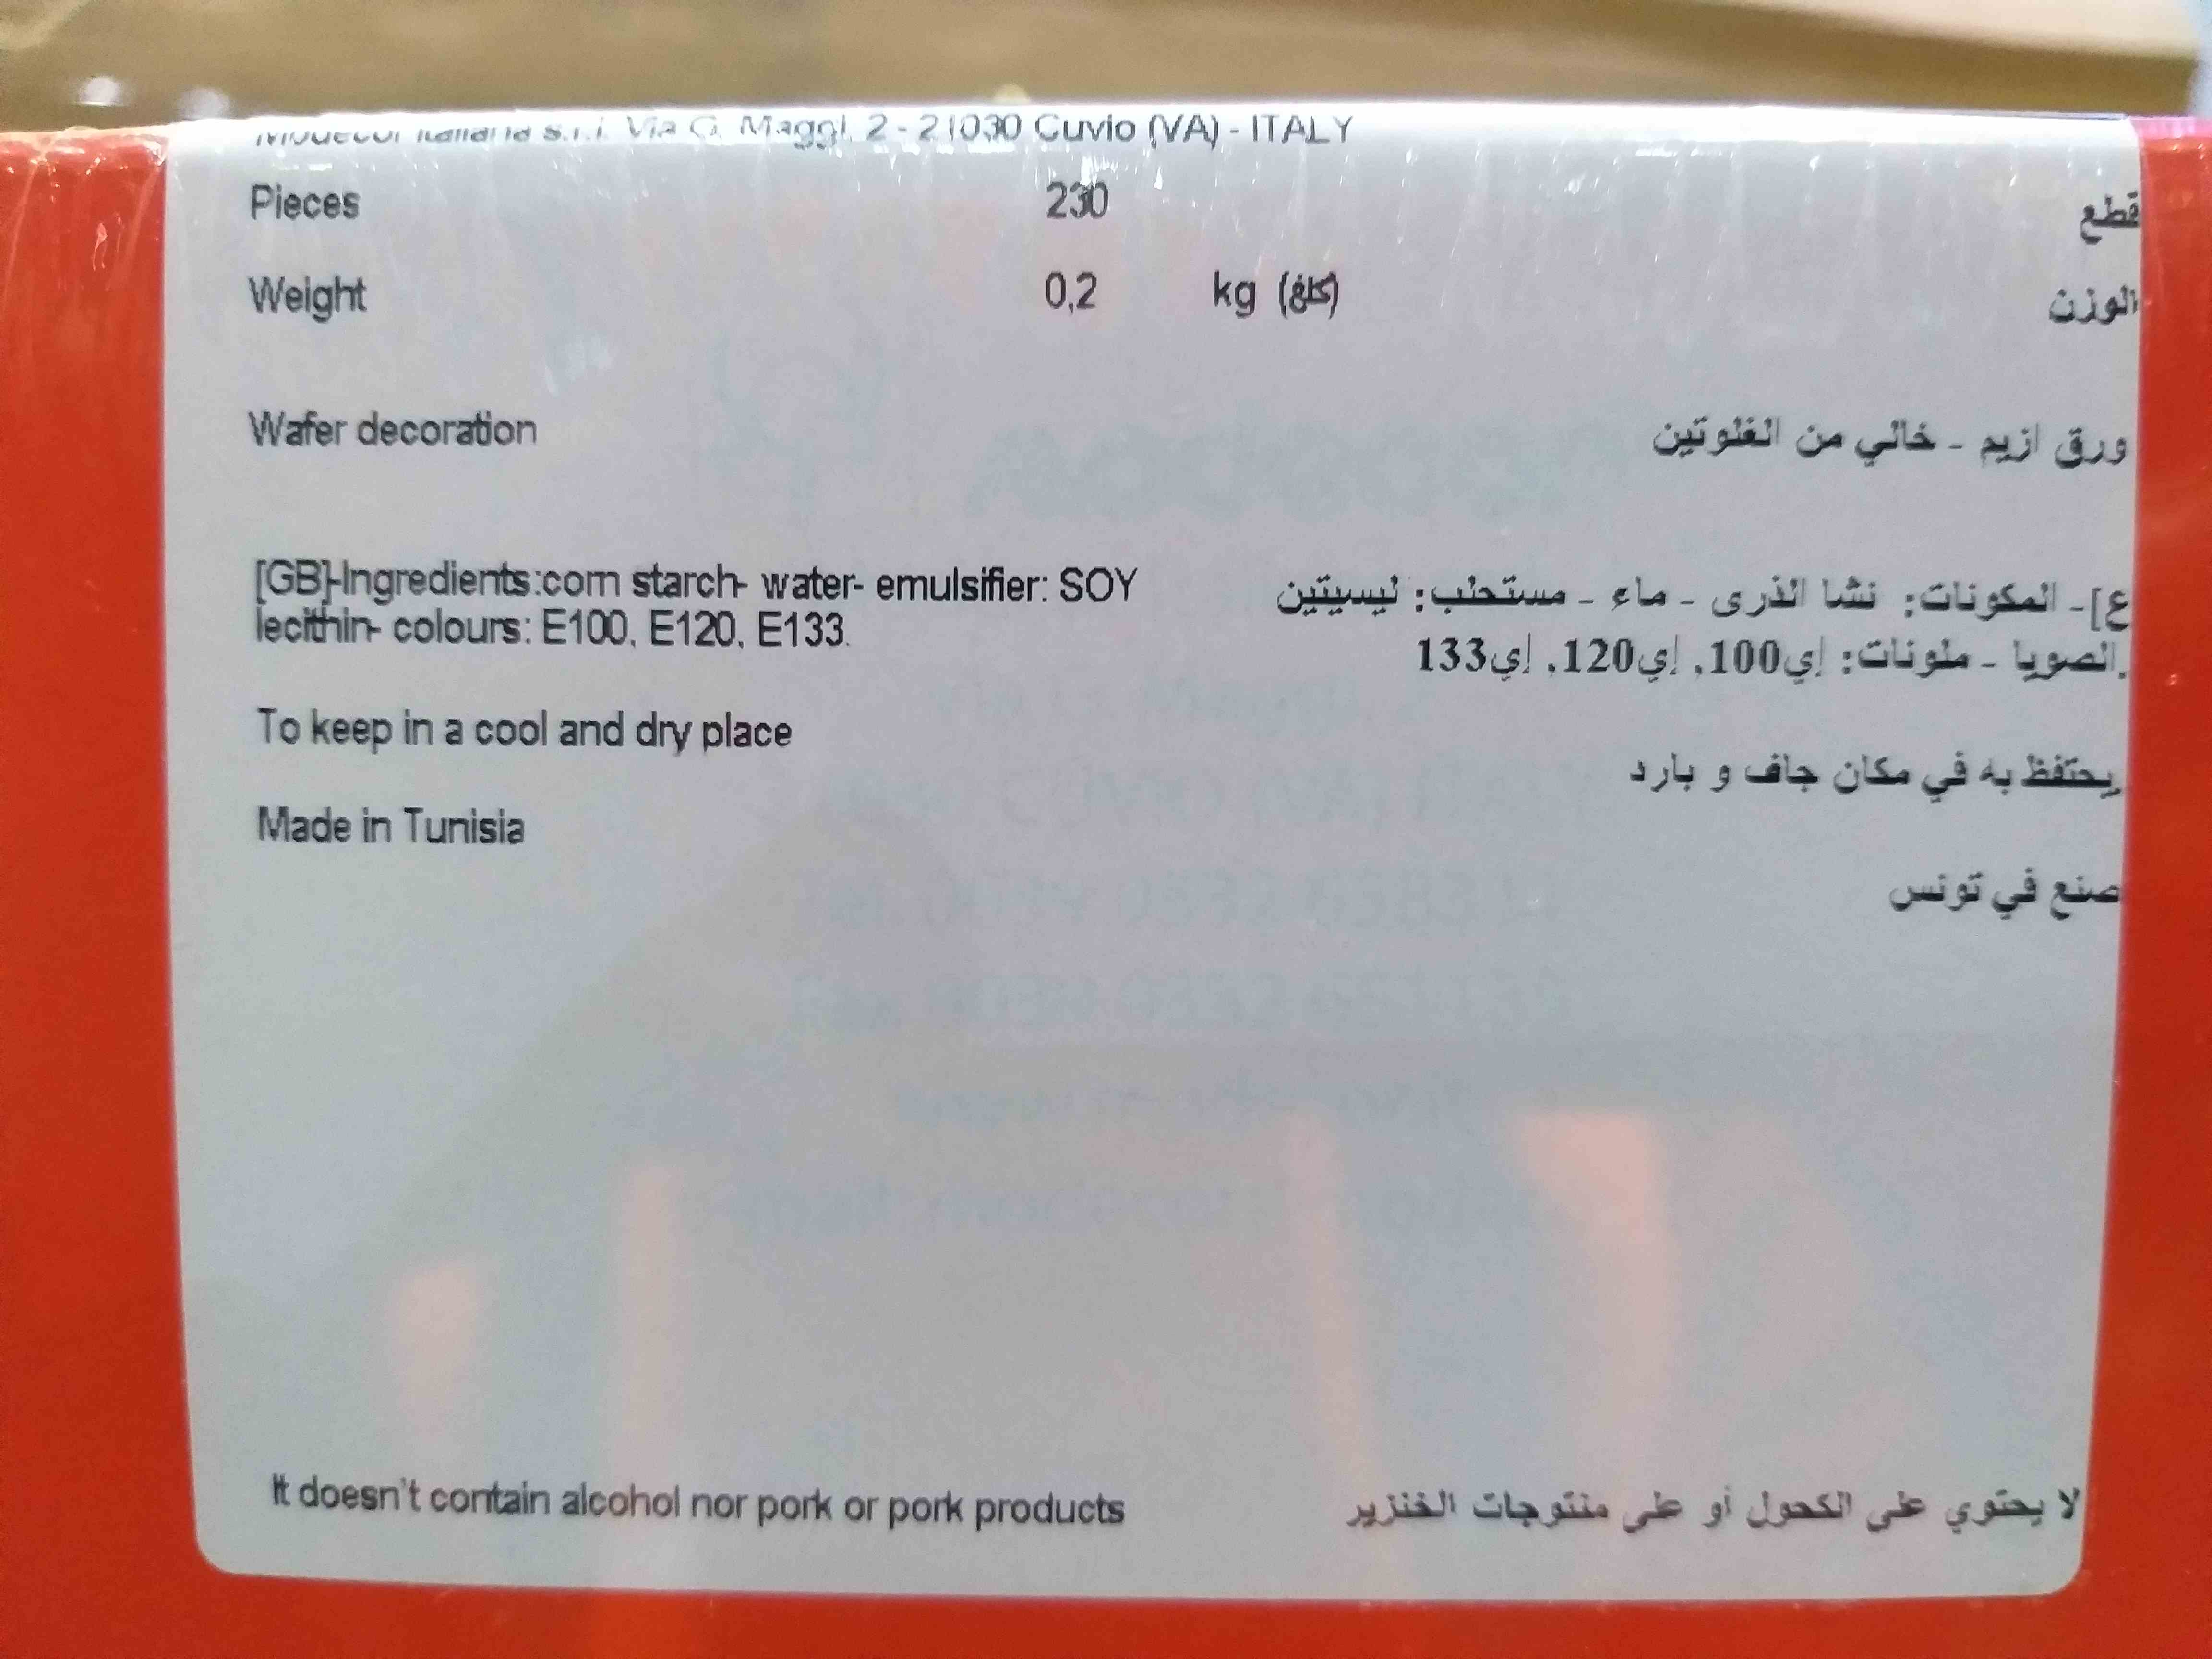 Modecor Italiana s.r.l. Via G. Maggi, 2 - 21030 Cuvio (VA) - ITALY
Pieces 230 قطع
Weight 0,2 kg (كلغ) الوزن
Wafer decoration ورق ازيم - خالي من الغلوتين
[GB]-Ingredients:corn starch- water- emulsifier: SOY
lecithin- colours: E100, E120, E133.
ع]- المكونات: نشا الذرى - ماء - مستحلب: ليسيتين
الصويا - ملونات: إي100, إي120, إي133.
To keep in a cool and dry place
يحتفظ به في مكان جاف و بارد
Made in Tunisia
صنع في تونس
It doesn't contain alcohol nor pork or pork products
لا يحتوي على الكحول أو على منتوجات الخنزير